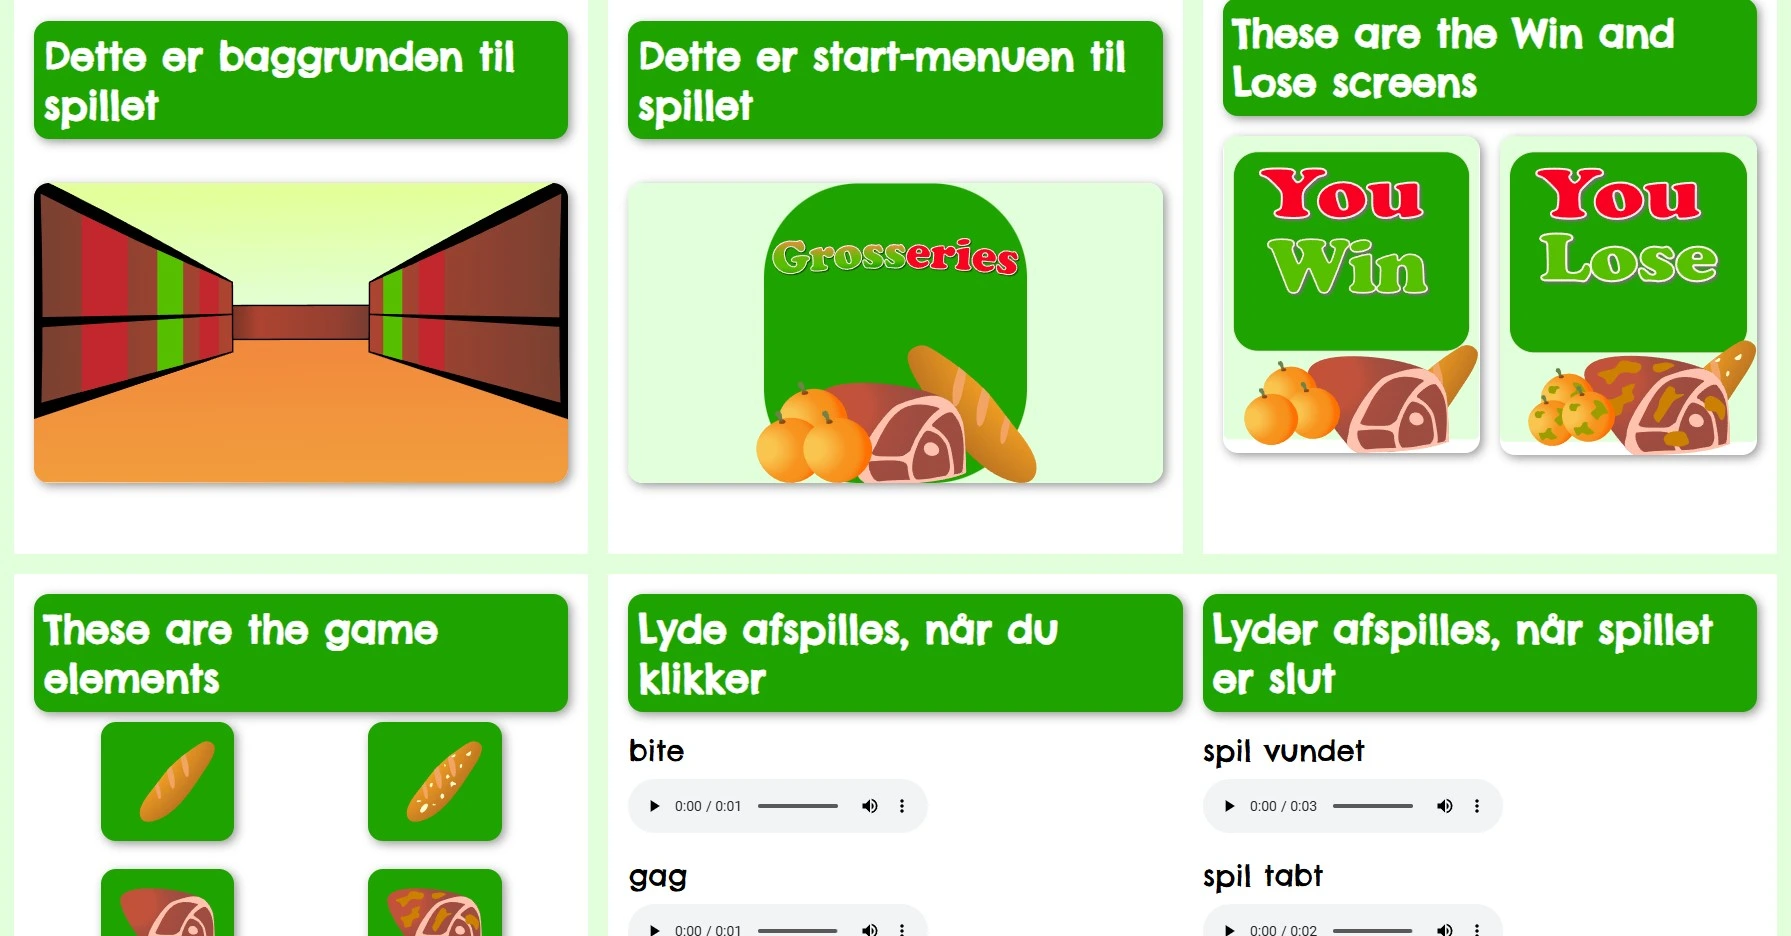 Dette er baggrunden til
spillet
Dette er start-menuen til
spillet
Grosseries
These are the Win and
Lose screens
You
Win
You
Lose
These are the game
elements
Lyde afspilles, når du
klikker
bite
0:00 / 0:01
gag
0:00 / 0:01
Lyder afspilles, når spillet
er slut
spil vundet
0:00 / 0:03
spil tabt
0:00 / 0:02